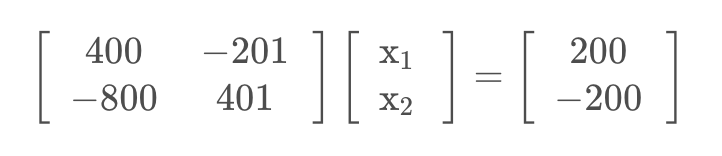 [ 400 −201 ] [ x₁ ] = [ 200 ]
[ −800 401 ] [ x₂ ] [ −200 ]